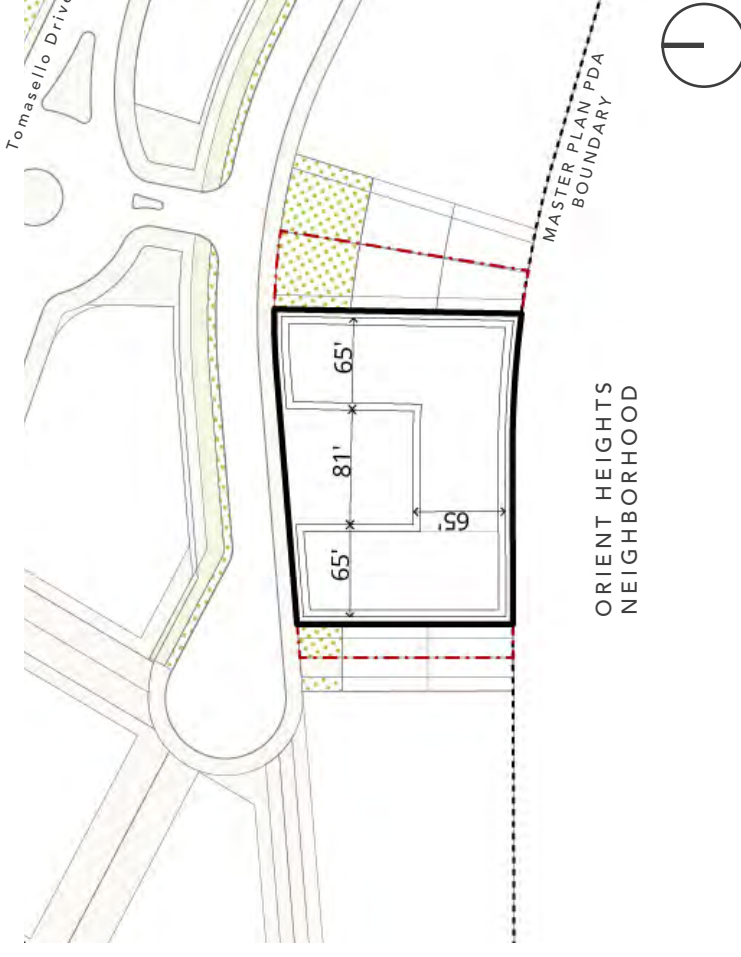 Tomasello Drive
MASTER PLAN PDA
BOUNDARY
65'
81'
65'
65'
ORIENT HEIGHTS
NEIGHBORHOOD